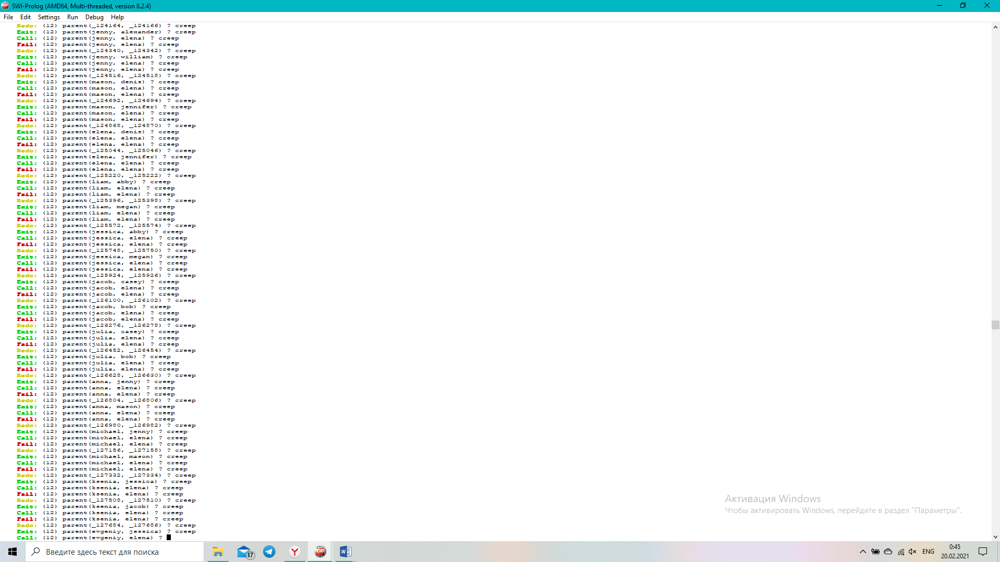 SWI-Prolog (AMD64, Multi-threaded, version 8.2.4)
File Edit Settings Run Debug Help
Redo: (12) parent(_124164, _124166) ? creep
Exit: (12) parent(jenny, alexander) ? creep
Call: (12) parent(jenny, elena) ? creep
Fail: (12) parent(jenny, elena) ? creep
Redo: (12) parent(_124340, _124342) ? creep
Exit: (12) parent(jenny, william) ? creep
Call: (12) parent(jenny, elena) ? creep
Fail: (12) parent(jenny, elena) ? creep
Redo: (12) parent(_124516, _124518) ? creep
Exit: (12) parent(mason, denis) ? creep
Call: (12) parent(mason, elena) ? creep
Fail: (12) parent(mason, elena) ? creep
Redo: (12) parent(_124692, _124694) ? creep
Exit: (12) parent(mason, jennifer) ? creep
Call: (12) parent(mason, elena) ? creep
Fail: (12) parent(mason, elena) ? creep
Redo: (12) parent(_124868, _124870) ? creep
Exit: (12) parent(elena, denis) ? creep
Call: (12) parent(elena, elena) ? creep
Fail: (12) parent(elena, elena) ? creep
Redo: (12) parent(_125044, _125046) ? creep
Exit: (12) parent(elena, jennifer) ? creep
Call: (12) parent(elena, elena) ? creep
Fail: (12) parent(elena, elena) ? creep
Redo: (12) parent(_125220, _125222) ? creep
Exit: (12) parent(liam, abby) ? creep
Call: (12) parent(liam, elena) ? creep
Fail: (12) parent(liam, elena) ? creep
Redo: (12) parent(_125396, _125398) ? creep
Exit: (12) parent(liam, megan) ? creep
Call: (12) parent(liam, elena) ? creep
Fail: (12) parent(liam, elena) ? creep
Redo: (12) parent(_125572, _125574) ? creep
Exit: (12) parent(jessica, abby) ? creep
Call: (12) parent(jessica, elena) ? creep
Fail: (12) parent(jessica, elena) ? creep
Redo: (12) parent(_125748, _125750) ? creep
Exit: (12) parent(jessica, megan) ? creep
Call: (12) parent(jessica, elena) ? creep
Fail: (12) parent(jessica, elena) ? creep
Redo: (12) parent(_125924, _125926) ? creep
Exit: (12) parent(jacob, casey) ? creep
Call: (12) parent(jacob, elena) ? creep
Fail: (12) parent(jacob, elena) ? creep
Redo: (12) parent(_126100, _126102) ? creep
Exit: (12) parent(jacob, bob) ? creep
Call: (12) parent(jacob, elena) ? creep
Fail: (12) parent(jacob, elena) ? creep
Redo: (12) parent(_126276, _126278) ? creep
Exit: (12) parent(julia, casey) ? creep
Call: (12) parent(julia, elena) ? creep
Fail: (12) parent(julia, elena) ? creep
Redo: (12) parent(_126452, _126454) ? creep
Exit: (12) parent(julia, bob) ? creep
Call: (12) parent(julia, elena) ? creep
Fail: (12) parent(julia, elena) ? creep
Redo: (12) parent(_126628, _126630) ? creep
Exit: (12) parent(anna, jenny) ? creep
Call: (12) parent(anna, elena) ? creep
Fail: (12) parent(anna, elena) ? creep
Redo: (12) parent(_126804, _126806) ? creep
Exit: (12) parent(anna, mason) ? creep
Call: (12) parent(anna, elena) ? creep
Fail: (12) parent(anna, elena) ? creep
Redo: (12) parent(_126980, _126982) ? creep
Exit: (12) parent(michael, jenny) ? creep
Call: (12) parent(michael, elena) ? creep
Fail: (12) parent(michael, elena) ? creep
Redo: (12) parent(_127156, _127158) ? creep
Exit: (12) parent(michael, mason) ? creep
Call: (12) parent(michael, elena) ? creep
Fail: (12) parent(michael, elena) ? creep
Redo: (12) parent(_127332, _127334) ? creep
Exit: (12) parent(ksenia, jessica) ? creep
Call: (12) parent(ksenia, elena) ? creep
Fail: (12) parent(ksenia, elena) ? creep
Redo: (12) parent(_127508, _127510) ? creep
Exit: (12) parent(ksenia, jacob) ? creep
Call: (12) parent(ksenia, elena) ? creep
Fail: (12) parent(ksenia, elena) ? creep
Redo: (12) parent(_127684, _127686) ? creep
Exit: (12) parent(evgeniy, jessica) ? creep
Call: (12) parent(evgeniy, elena) ?
Активация Windows
Чтобы активировать Windows, перейдите в раздел "Параметры".
Введите здесь текст для поиска
17
ENG
0:45
20.02.2021